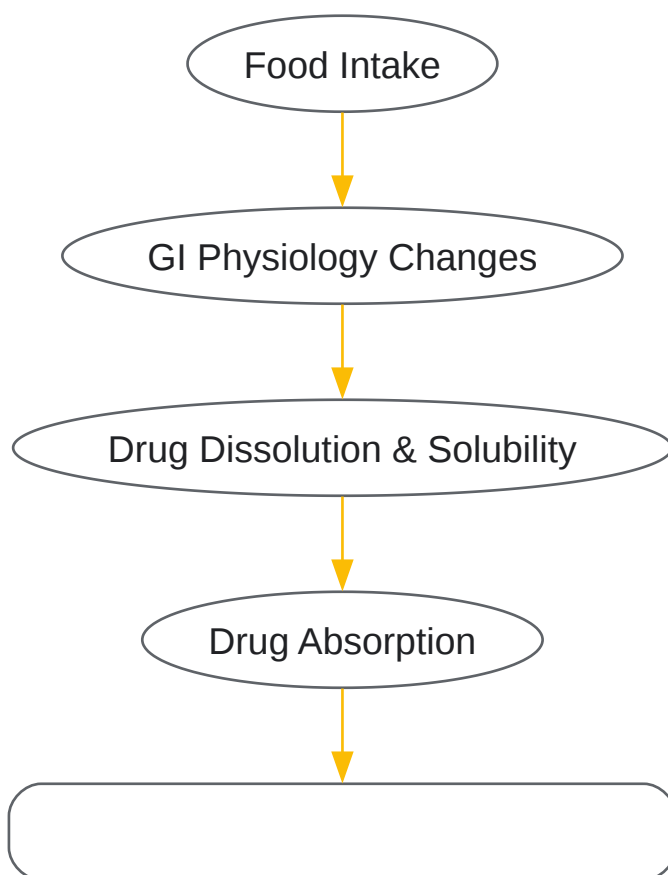 Food Intake
GI Physiology Changes
Drug Dissolution & Solubility
Drug Absorption